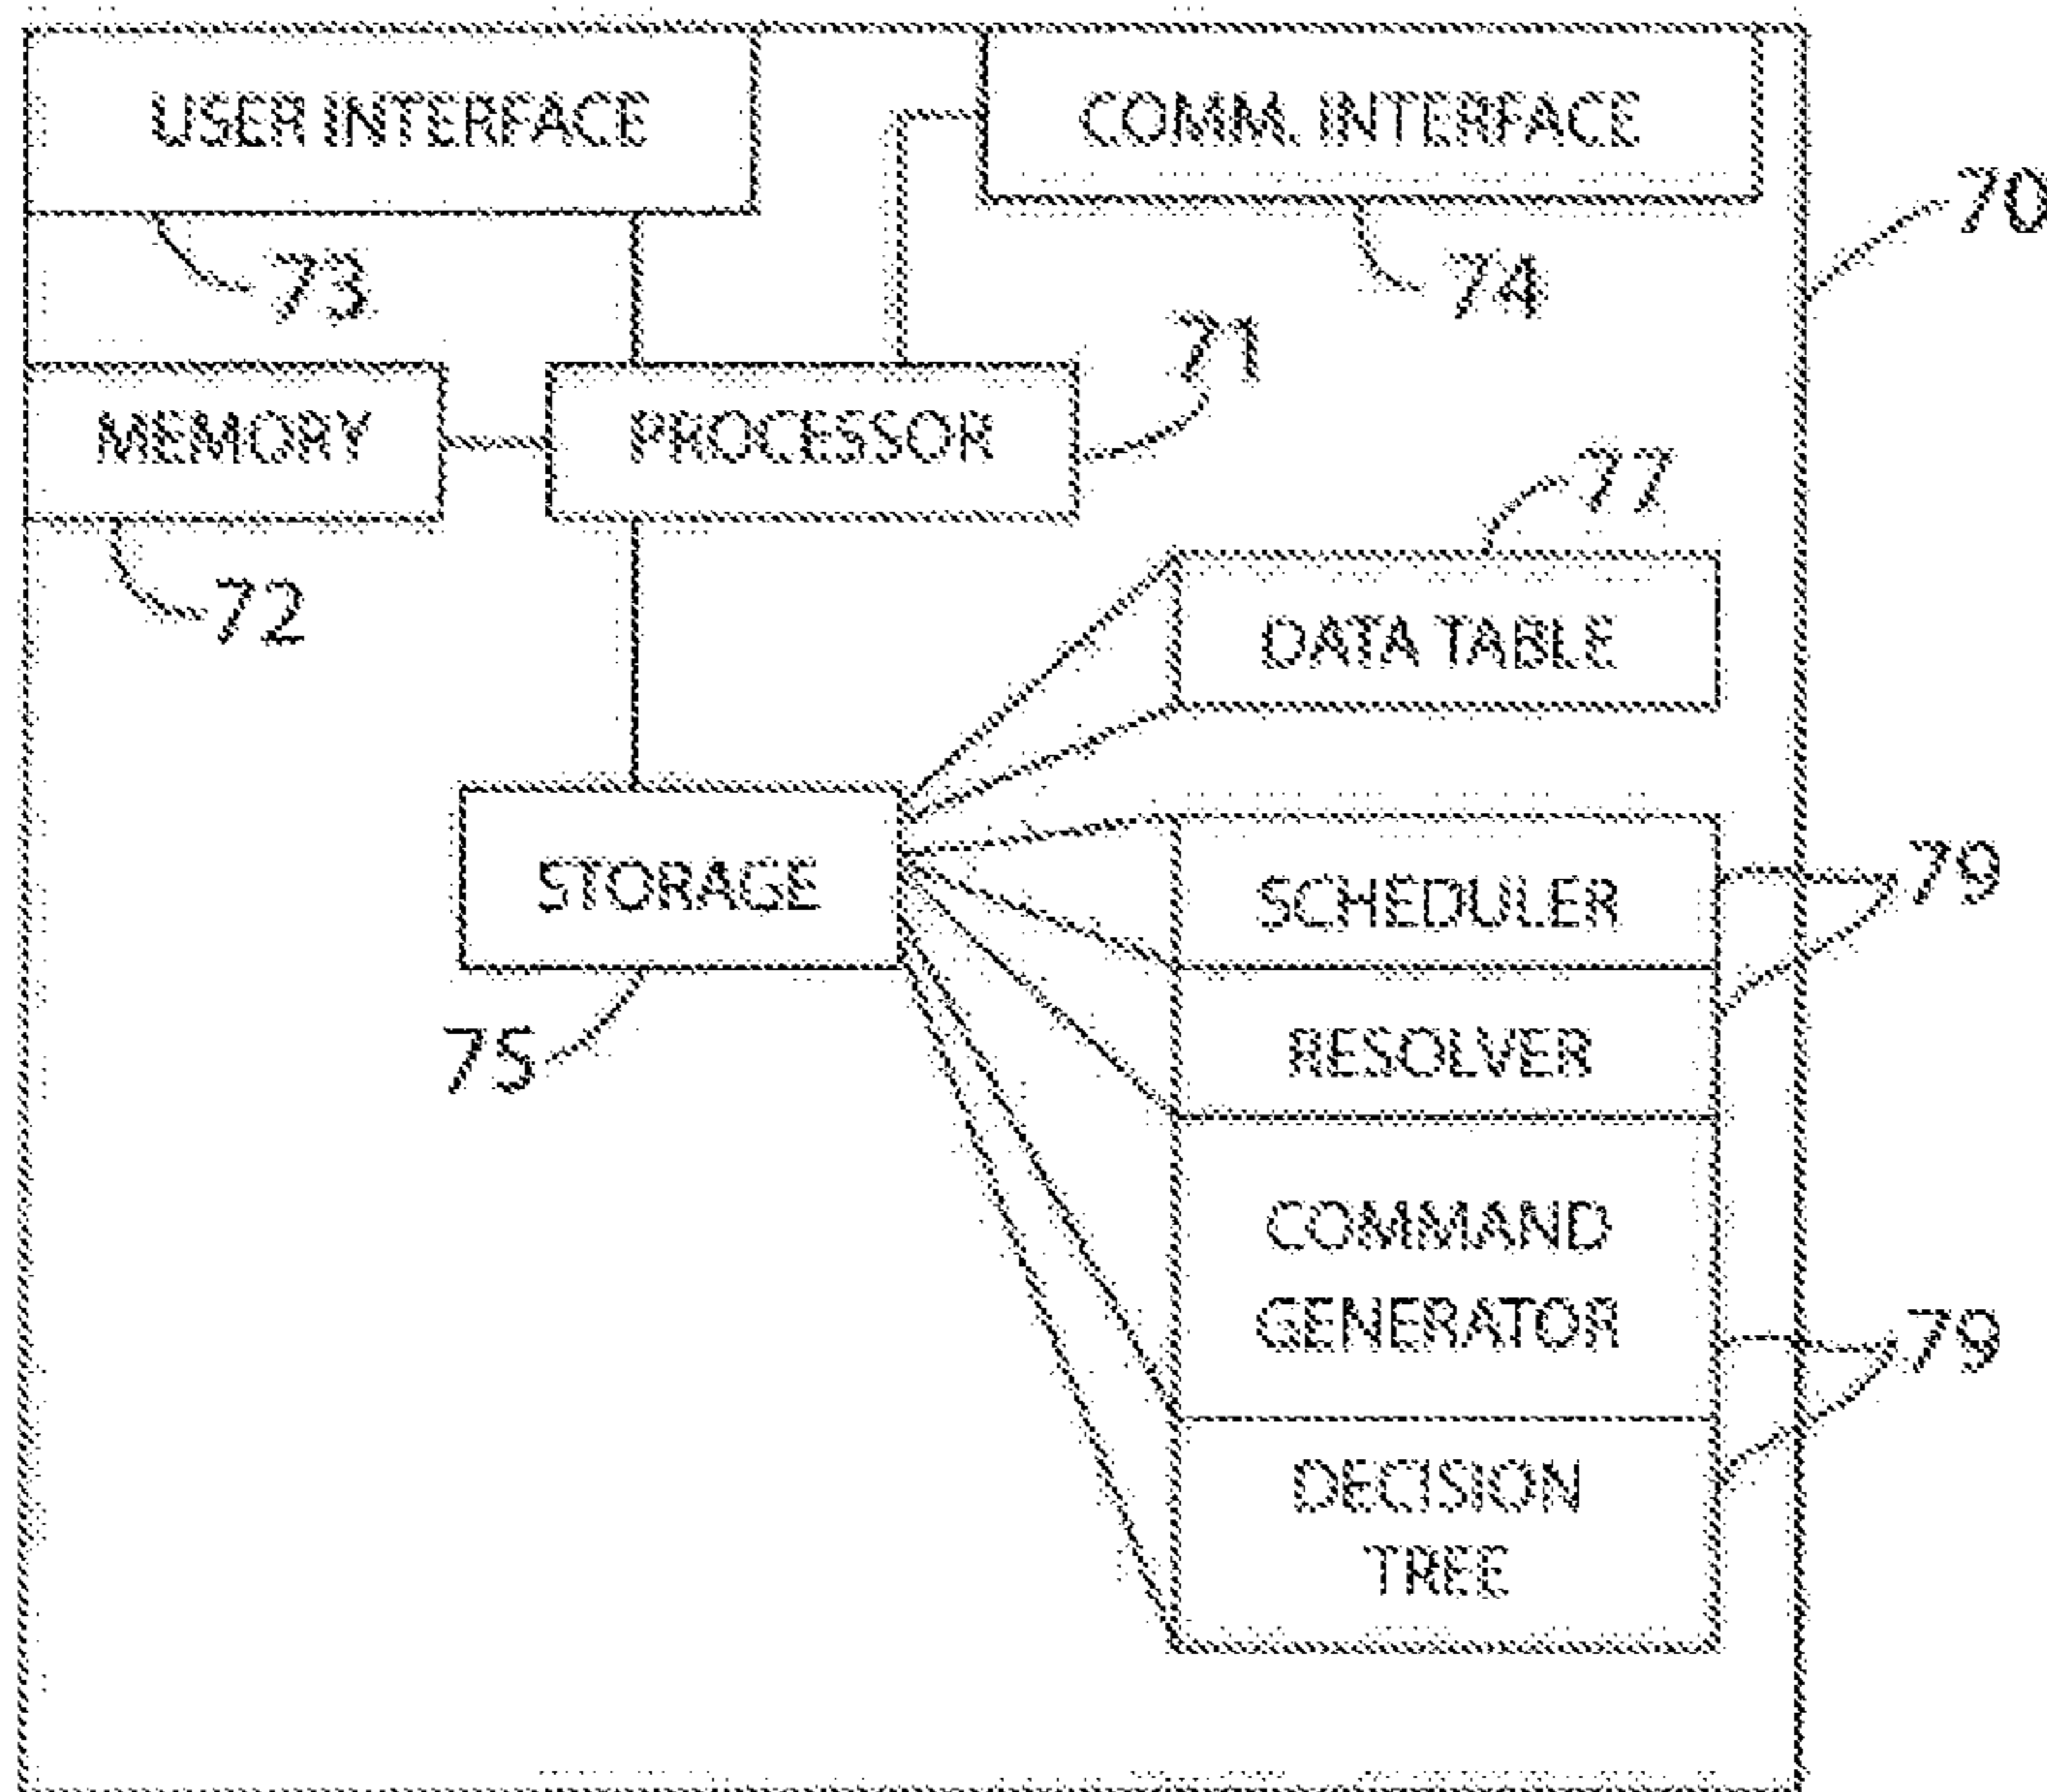 USER INTERFACE
COMM. INTERFACE
70
73
74
71
MEMORY
PROCESSOR
77
72
DATA TABLE
STORAGE
SCHEDULER
79
75
RESOLVER
COMMAND
GENERATOR
79
DECISION
TREE